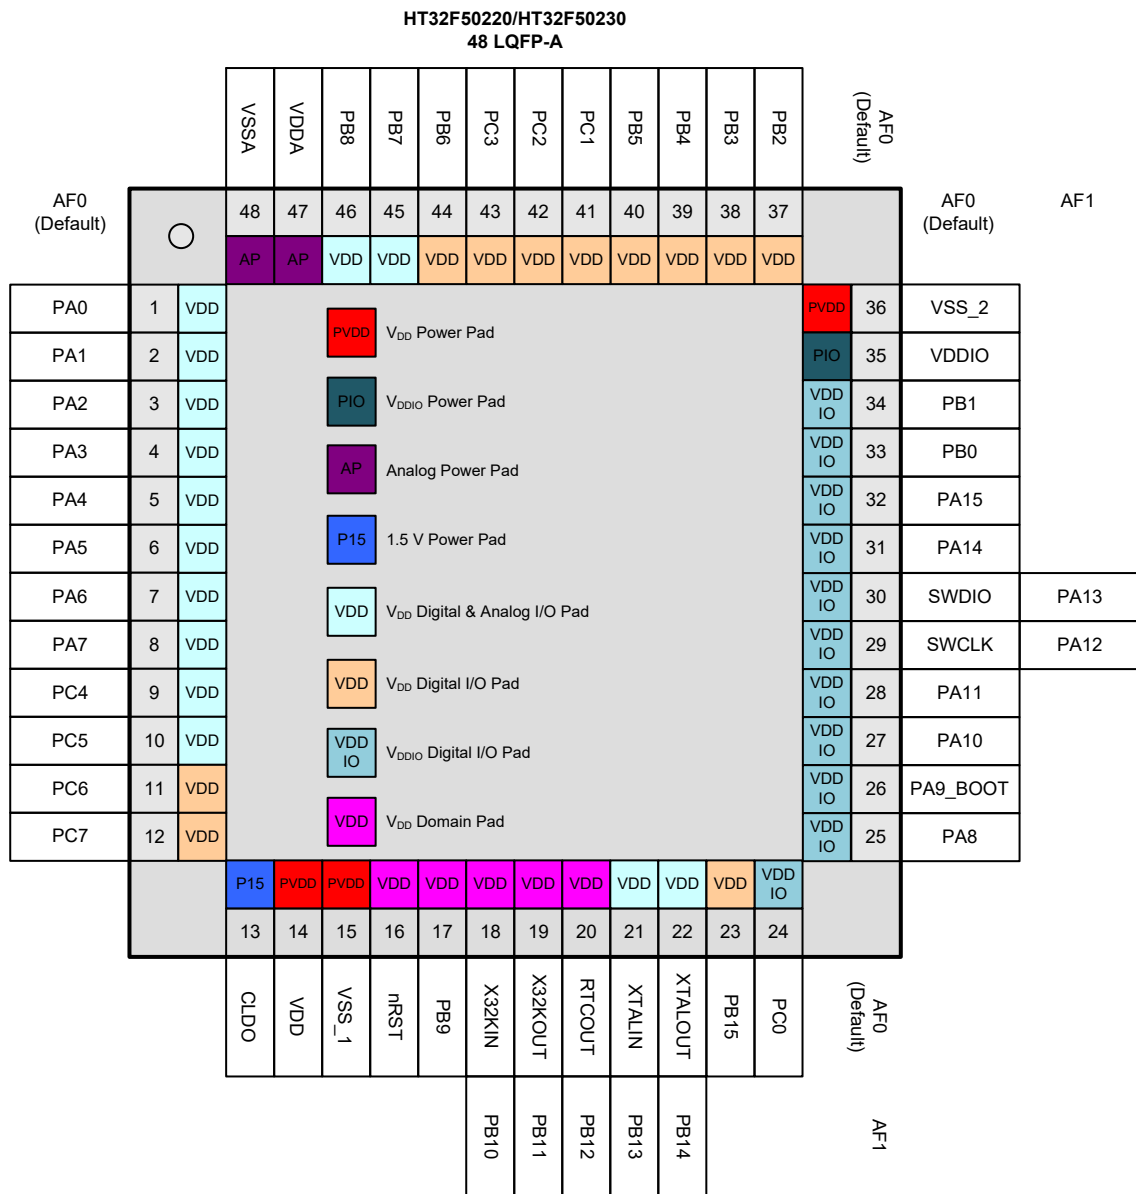 HT32F50220/HT32F50230
48 LQFP-A
VSSA VDDA PB8 PB7 PB6 PC3 PC2 PC1 PB5 PB4 PB3 PB2
AF0
(Default)
AF0
(Default)
AF0
(Default)
AF1
48 47 46 45 44 43 42 41 40 39 38 37
AP AP VDD VDD VDD VDD VDD VDD VDD VDD VDD VDD
PA0 1 VDD
PA1 2 VDD
PA2 3 VDD
PA3 4 VDD
PA4 5 VDD
PA5 6 VDD
PA6 7 VDD
PA7 8 VDD
PC4 9 VDD
PC5 10 VDD
PC6 11 VDD
PC7 12 VDD
PVDD VDD Power Pad
PIO VDDIO Power Pad
AP Analog Power Pad
P15 1.5 V Power Pad
VDD VDD Digital & Analog I/O Pad
VDD VDD Digital I/O Pad
VDD
IO VDDIO Digital I/O Pad
VDD VDD Domain Pad
PVDD 36 VSS_2
PIO 35 VDDIO
VDD
IO 34 PB1
VDD
IO 33 PB0
VDD
IO 32 PA15
VDD
IO 31 PA14
VDD
IO 30 SWDIO PA13
VDD
IO 29 SWCLK PA12
VDD
IO 28 PA11
VDD
IO 27 PA10
VDD
IO 26 PA9_BOOT
VDD
IO 25 PA8
P15 PVDD PVDD VDD VDD VDD VDD VDD VDD VDD VDD VDD
IO
13 14 15 16 17 18 19 20 21 22 23 24
CLDO VDD VSS_1 nRST PB9 X32KIN X32KOUT RTCOUT XTALIN XTALOUT PB15 PC0
AF0
(Default)
PB10 PB11 PB12 PB13 PB14
AF1